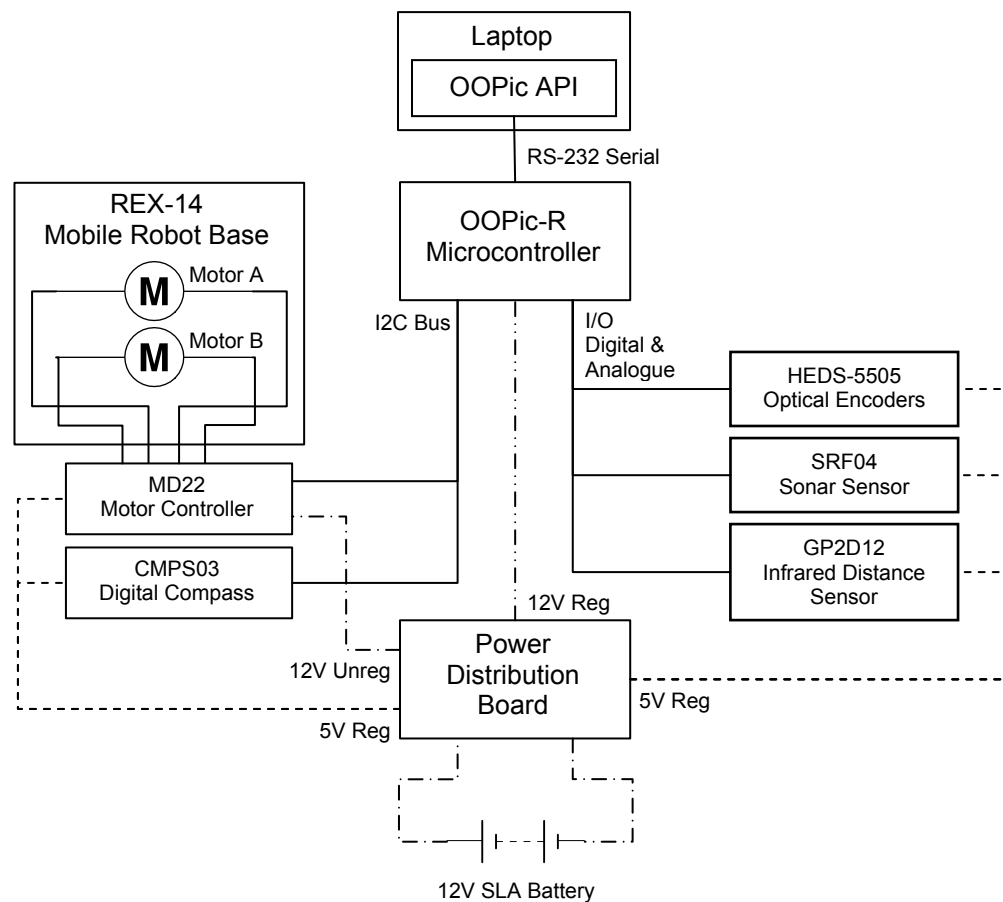 Laptop
OOPic API
RS-232 Serial
REX-14
Mobile Robot Base
M
Motor A
M
Motor B
OOPic-R
Microcontroller
I2C Bus
I/O
Digital &
Analogue
HEDS-5505
Optical Encoders
SRF04
Sonar Sensor
GP2D12
Infrared Distance
Sensor
MD22
Motor Controller
CMPS03
Digital Compass
12V Reg
Power
Distribution
Board
12V Unreg
5V Reg
5V Reg
12V SLA Battery